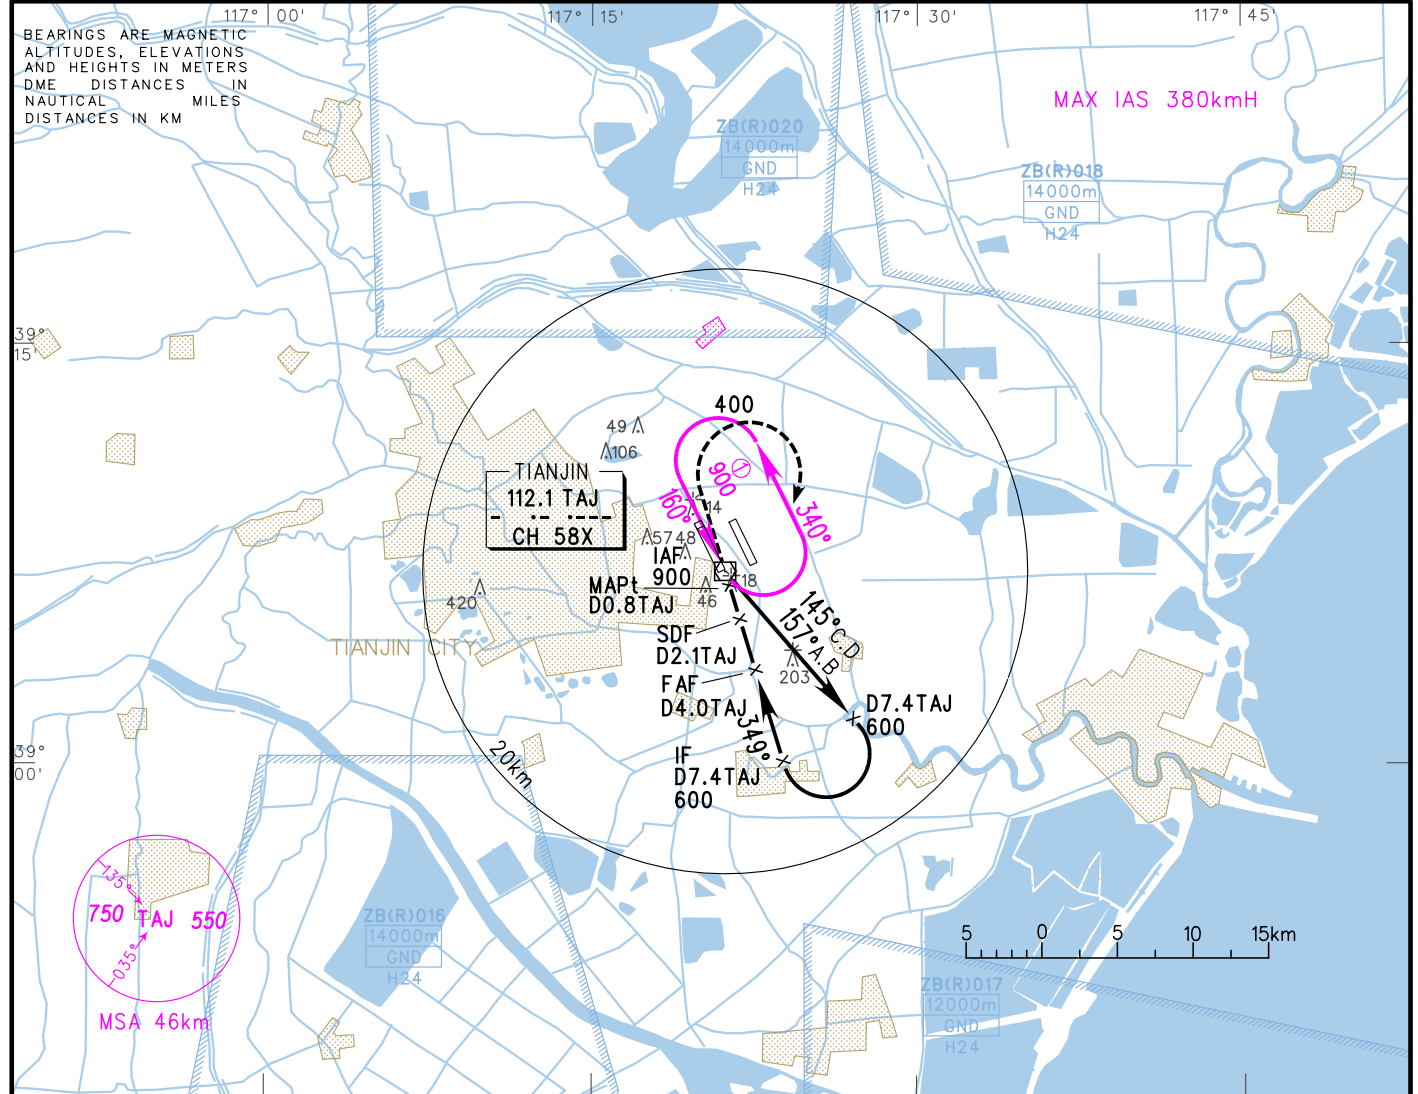 117° 00'
117° 15'
117° 30'
117° 45'
BEARINGS ARE MAGNETIC
ALTITUDES, ELEVATIONS
AND HEIGHTS IN METERS
DME DISTANCES IN
NAUTICAL MILES
DISTANCES IN KM
MAX IAS 380kmH
ZB(R)020
14000m
GND
H24
ZB(R)018
14000m
GND
H24
39°
15'
400
49
106
900
①
TIANJIN
112.1 TAJ
CH 58X
160°
14
340°
57
48
IAF
900
18
MAPt
D0.8TAJ
46
420
145°C.D
157°A.B
SDF
D2.1TAJ
TIANJIN CITY
203
FAF
D4.0TAJ
D7.4TAJ
600
349°
39°
00'
20km
IF
D7.4TAJ
600
135°
750 TAJ 550
035°
MSA 46km
ZB(R)016
14000m
GND
H24
5 0 5 10 15km
ZB(R)017
12000m
GND
H24